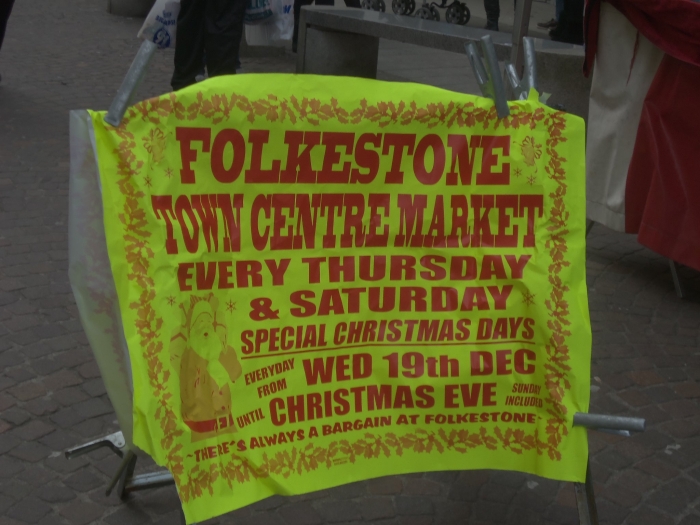 FOLKESTONE
TOWN CENTRE MARKET
EVERY THURSDAY
& SATURDAY
SPECIAL CHRISTMAS DAYS
EVERYDAY FROM WED 19th DEC
UNTIL CHRISTMAS EVE SUNDAY INCLUDED
~THERE'S ALWAYS A BARGAIN AT FOLKESTONE~